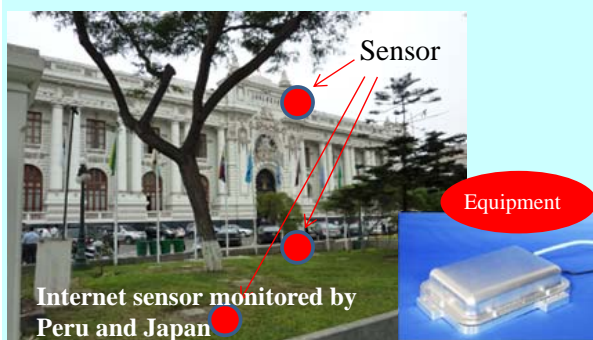 Sensor
Equipment
Internet sensor monitored by
Peru and Japan